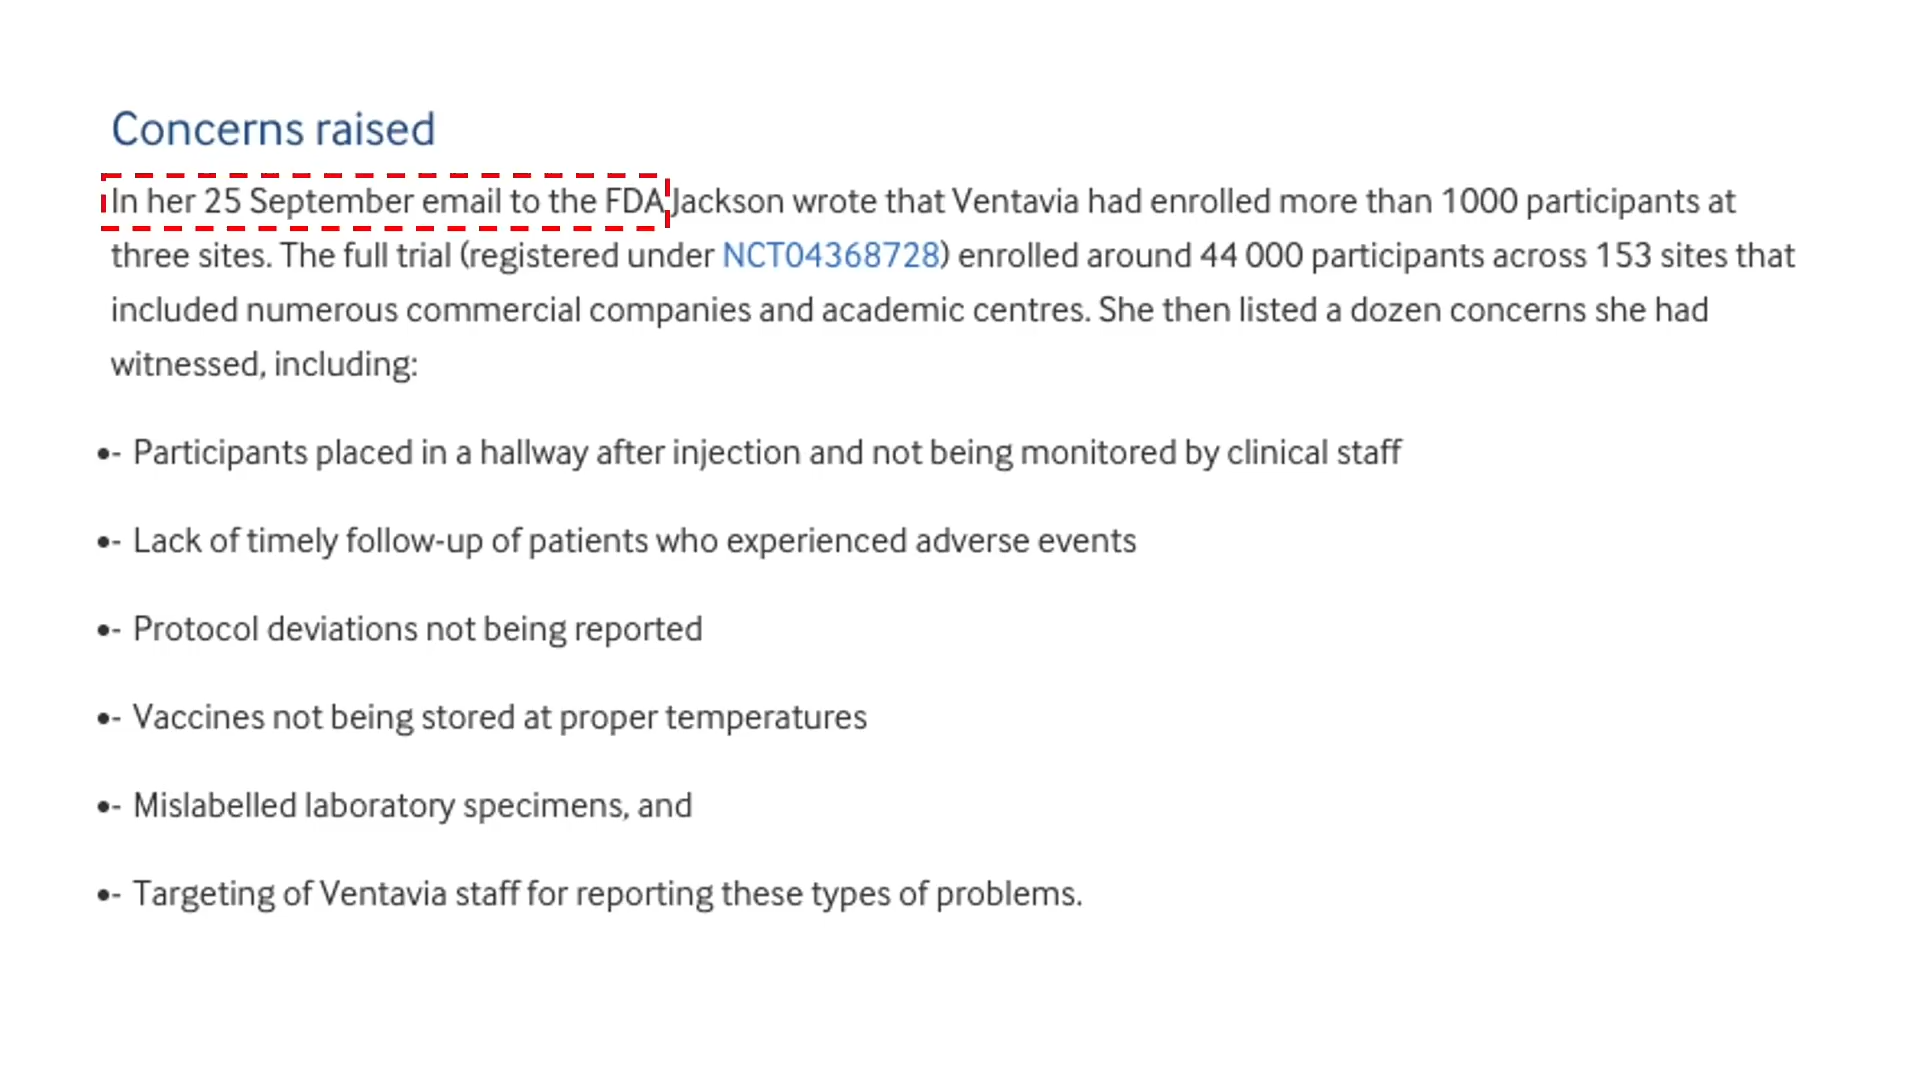 Concerns raised
In her 25 September email to the FDA Jackson wrote that Ventavia had enrolled more than 1000 participants at
three sites. The full trial (registered under NCT04368728) enrolled around 44 000 participants across 153 sites that
included numerous commercial companies and academic centres. She then listed a dozen concerns she had
witnessed, including:
•- Participants placed in a hallway after injection and not being monitored by clinical staff
•- Lack of timely follow-up of patients who experienced adverse events
•- Protocol deviations not being reported
•- Vaccines not being stored at proper temperatures
•- Mislabelled laboratory specimens, and
•- Targeting of Ventavia staff for reporting these types of problems.